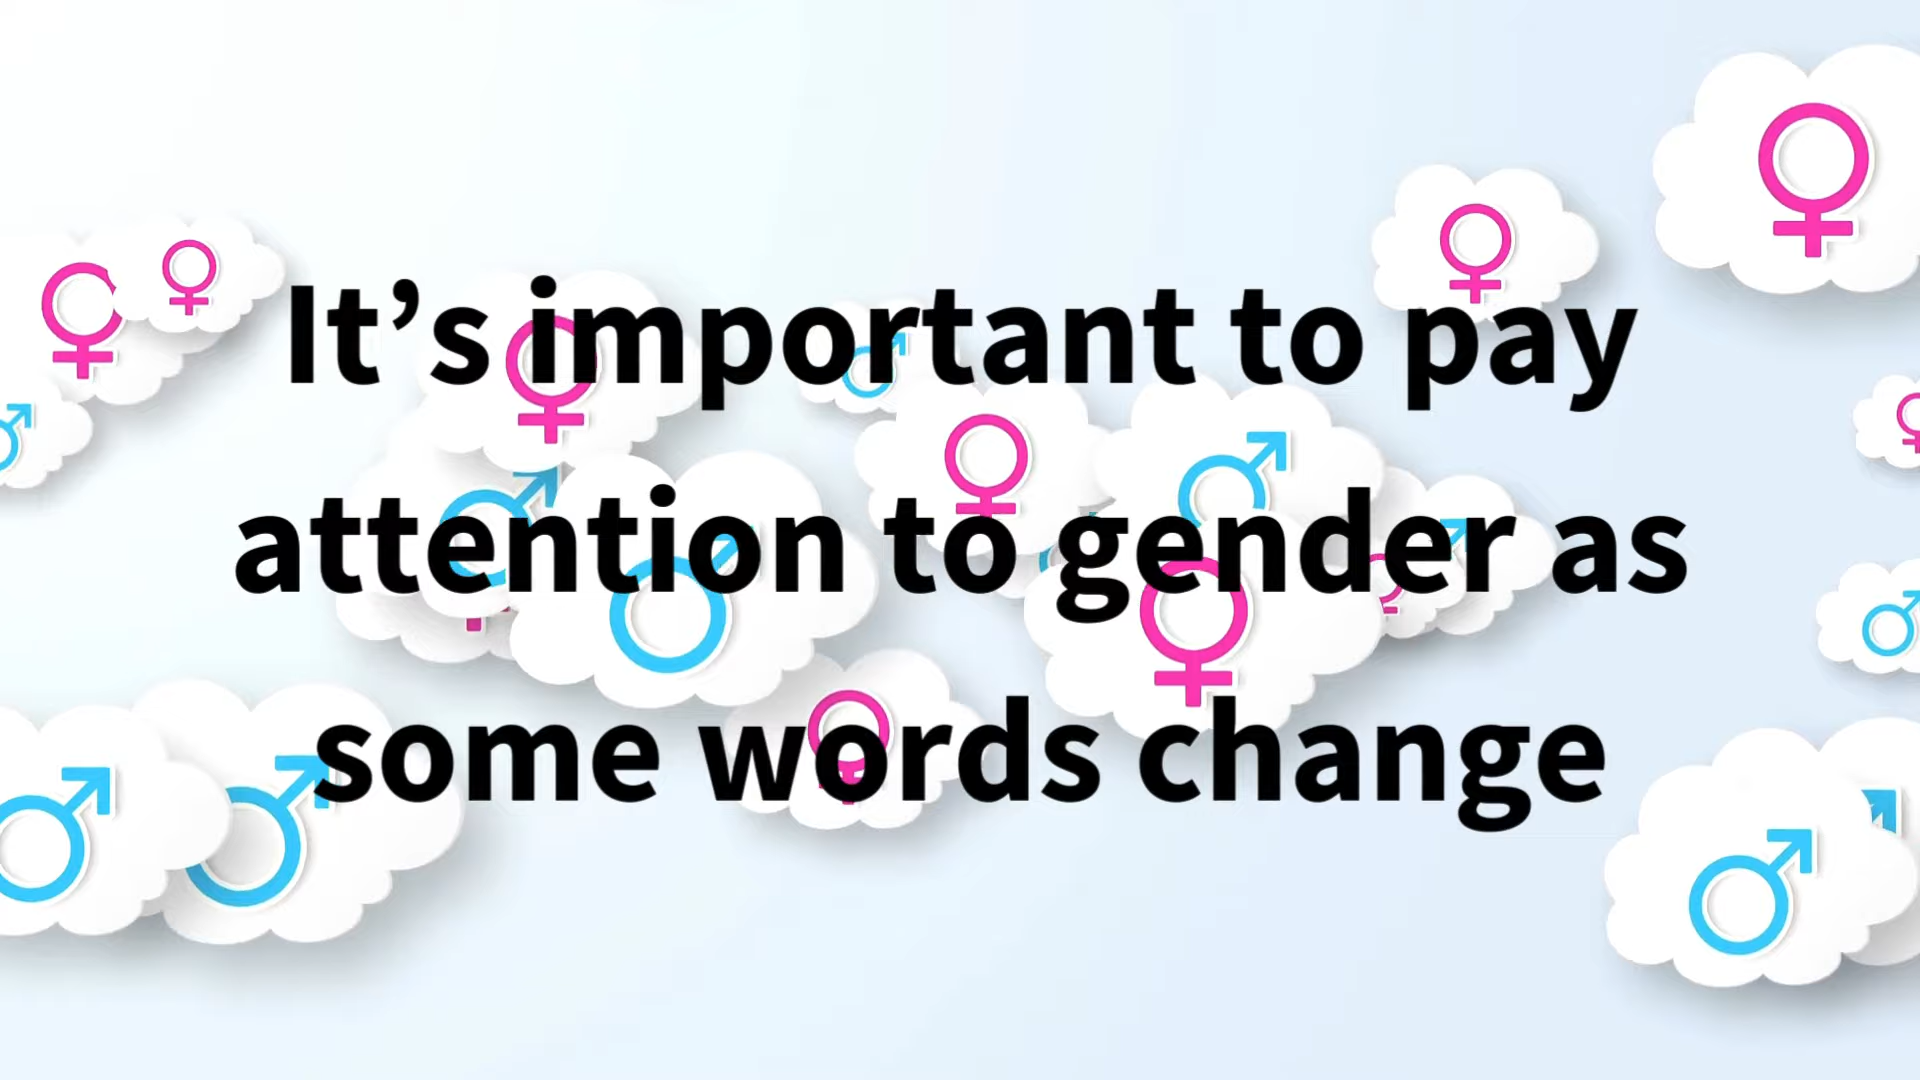 It’s important to pay
attention to gender as
some words change